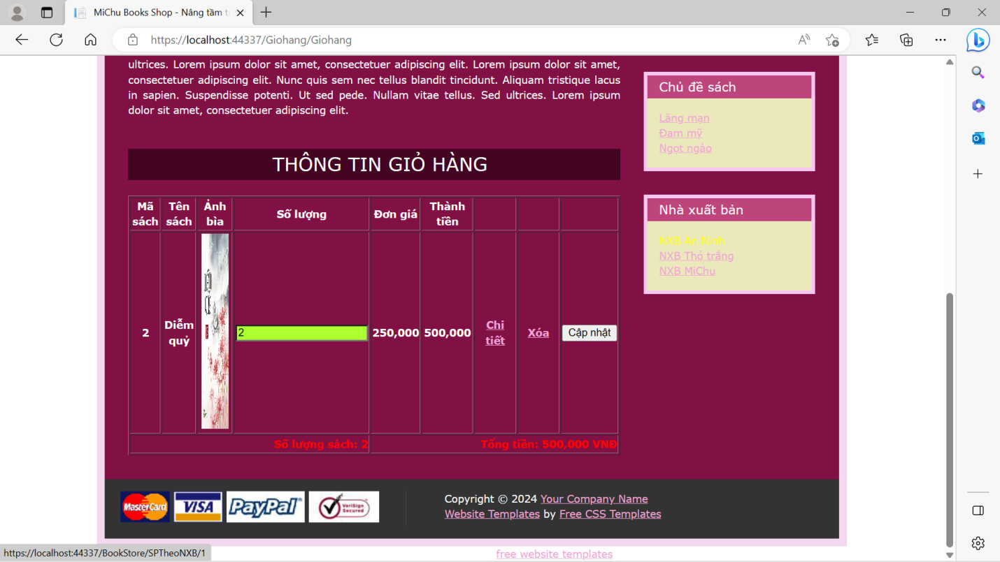 MiChu Books Shop - Nâng tầm t
https://localhost:44337/Giohang/Giohang
ultrices. Lorem ipsum dolor sit amet, consectetuer adipiscing elit. Lorem ipsum dolor sit amet,
consectetuer adipiscing elit. Nunc quis sem nec tellus blandit tincidunt. Aliquam tristique lacus
in sapien. Suspendisse potenti. Ut sed pede. Nullam vitae tellus. Sed ultrices. Lorem ipsum
dolor sit amet, consectetuer adipiscing elit.
THÔNG TIN GIỎ HÀNG
Mã sách Tên sách Ảnh bìa Số lượng Đơn giá Thành tiền
2 Diễm quỷ 2 250,000 500,000 Chi tiết Xóa Cập nhật
Số lượng sách: 2 Tổng tiền: 500,000 VNĐ
Chủ đề sách
Lãng mạn
Đam mỹ
Ngọt ngào
Nhà xuất bản
NXB An Ninh
NXB Thỏ trắng
NXB MiChu
MasterCard VISA PayPal VeriSign Secured
Copyright © 2024 Your Company Name
Website Templates by Free CSS Templates
https://localhost:44337/BookStore/SPTheoNXB/1
free website templates